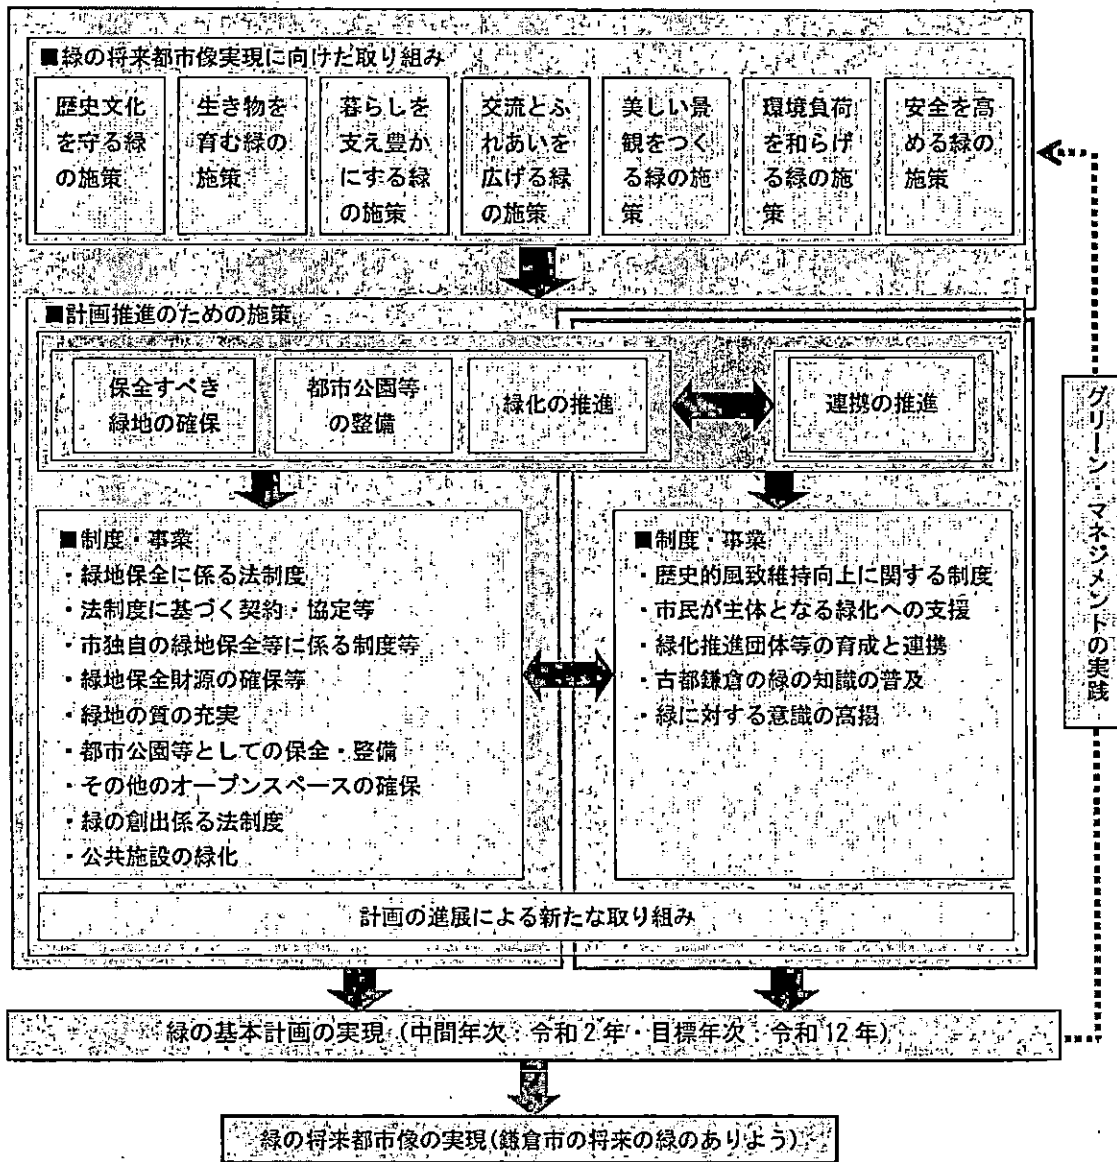 ■緑の将来都市像実現に向けた取り組み
歴史文化
を守る緑
の施策
生き物を
育む緑の
施策
暮らしを
支え豊か
にする緑
の施策
交流とふ
れあいを
広げる緑
の施策
美しい景
観をつく
る緑の施
策
環境負荷
を和らげ
る緑の施
策
安全を高
める緑の
施策
■計画推進のための施策
保全すべき
緑地の確保
都市公園等
の整備
緑化の推進
連携の推進
■制度・事業
・緑地保全に係る法制度
・法制度に基づく契約・協定等
・市独自の緑地保全等に係る制度等
・緑地保全財源の確保等
・緑地の質の充実
・都市公園等としての保全・整備
・その他のオープンスペースの確保
・緑の創出係る法制度
・公共施設の緑化
■制度・事業
・歴史的風致維持向上に関する制度
・市民が主体となる緑化への支援
・緑化推進団体等の育成と連携
・古都鎌倉の緑の知識の普及
・緑に対する意識の高揚
計画の進展による新たな取り組み
グリーン・マネジメントの実践
緑の基本計画の実現(中間年次:令和2年・目標年次:令和12年)
緑の将来都市像の実現(鎌倉市の将来の緑のありよう)